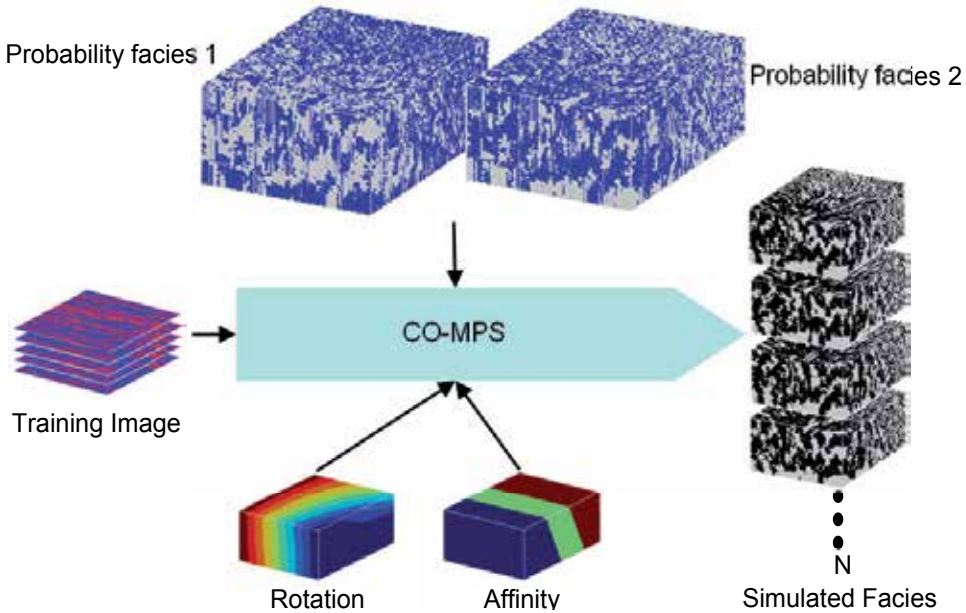 Probability facies 1
Probability facies 2
CO-MPS
Training Image
Rotation
Affinity
N
Simulated Facies